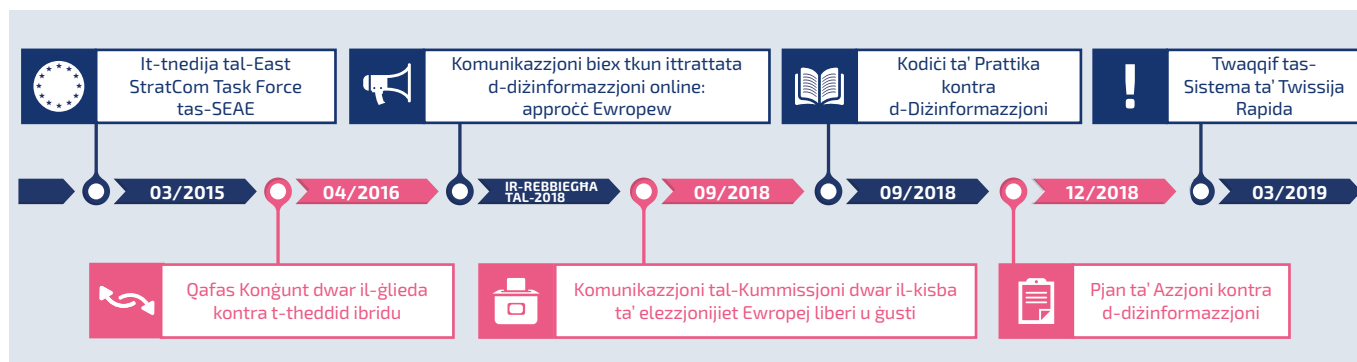 It-tnedija tal-East
StratCom Task Force
tas-SEAE
Komunikazzjoni biex tkun ittrattata
d-diżinformazzjoni online:
approċċ Ewropew
Kodiċi ta' Prattika
kontra
d-Diżinformazzjoni
Twaqqif tas-
Sistema ta' Twissija
Rapida
03/2015
04/2016
IR-REBBIEGĦA
TAL-2018
09/2018
09/2018
12/2018
03/2019
Qafas Konġunt dwar il-ġlieda
kontra t-theddid ibridu
Komunikazzjoni tal-Kummissjoni dwar il-kisba
ta' elezzjonijiet Ewropej liberi u ġusti
Pjan ta' Azzjoni kontra
d-diżinformazzjoni